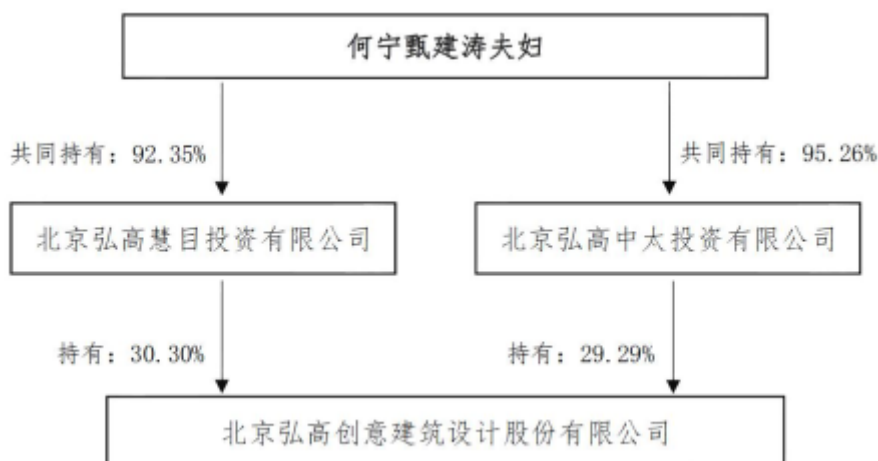 何宁甄建涛夫妇
共同持有：92.35%
共同持有：95.26%
北京弘高慧目投资有限公司
北京弘高中太投资有限公司
持有：30.30%
持有：29.29%
北京弘高创意建筑设计股份有限公司